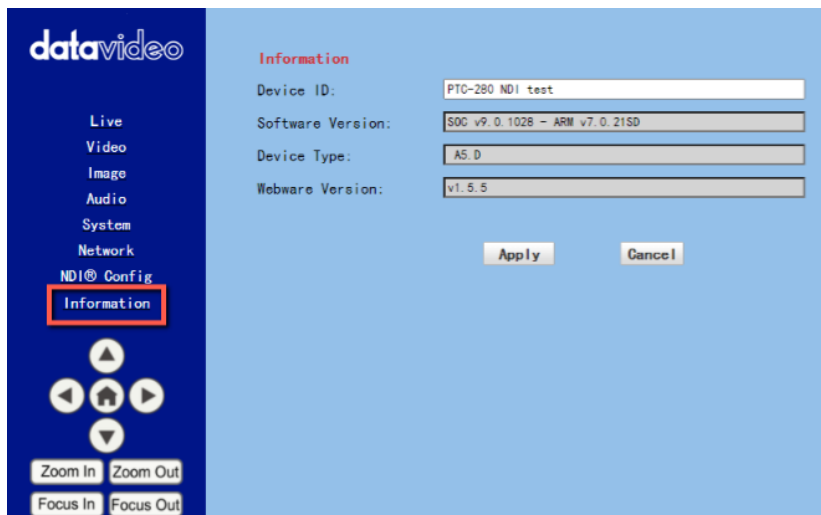 datavideo
Live
Video
Image
Audio
System
Network
NDI® Config
Information
Zoom In Zoom Out
Focus In Focus Out
Information
Device ID: PTC-280 NDI test
Software Version: SOC v9.0.1028 - ARM v7.0.21SD
Device Type: A5.D
Webware Version: v1.5.5
Apply Cancel